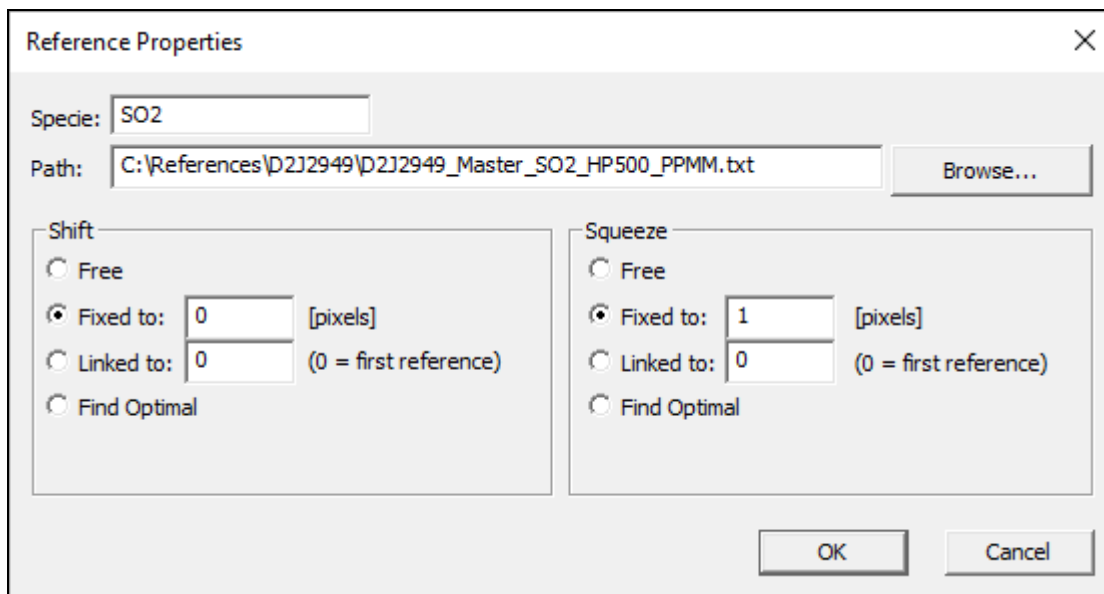 Reference Properties
Specie: SO2
Path: C:\References\D2J2949\D2J2949_Master_SO2_HP500_PPMM.txt Browse...
Shift
Free
Fixed to: 0 [pixels]
Linked to: 0 (0 = first reference)
Find Optimal
Squeeze
Free
Fixed to: 1 [pixels]
Linked to: 0 (0 = first reference)
Find Optimal
OK Cancel